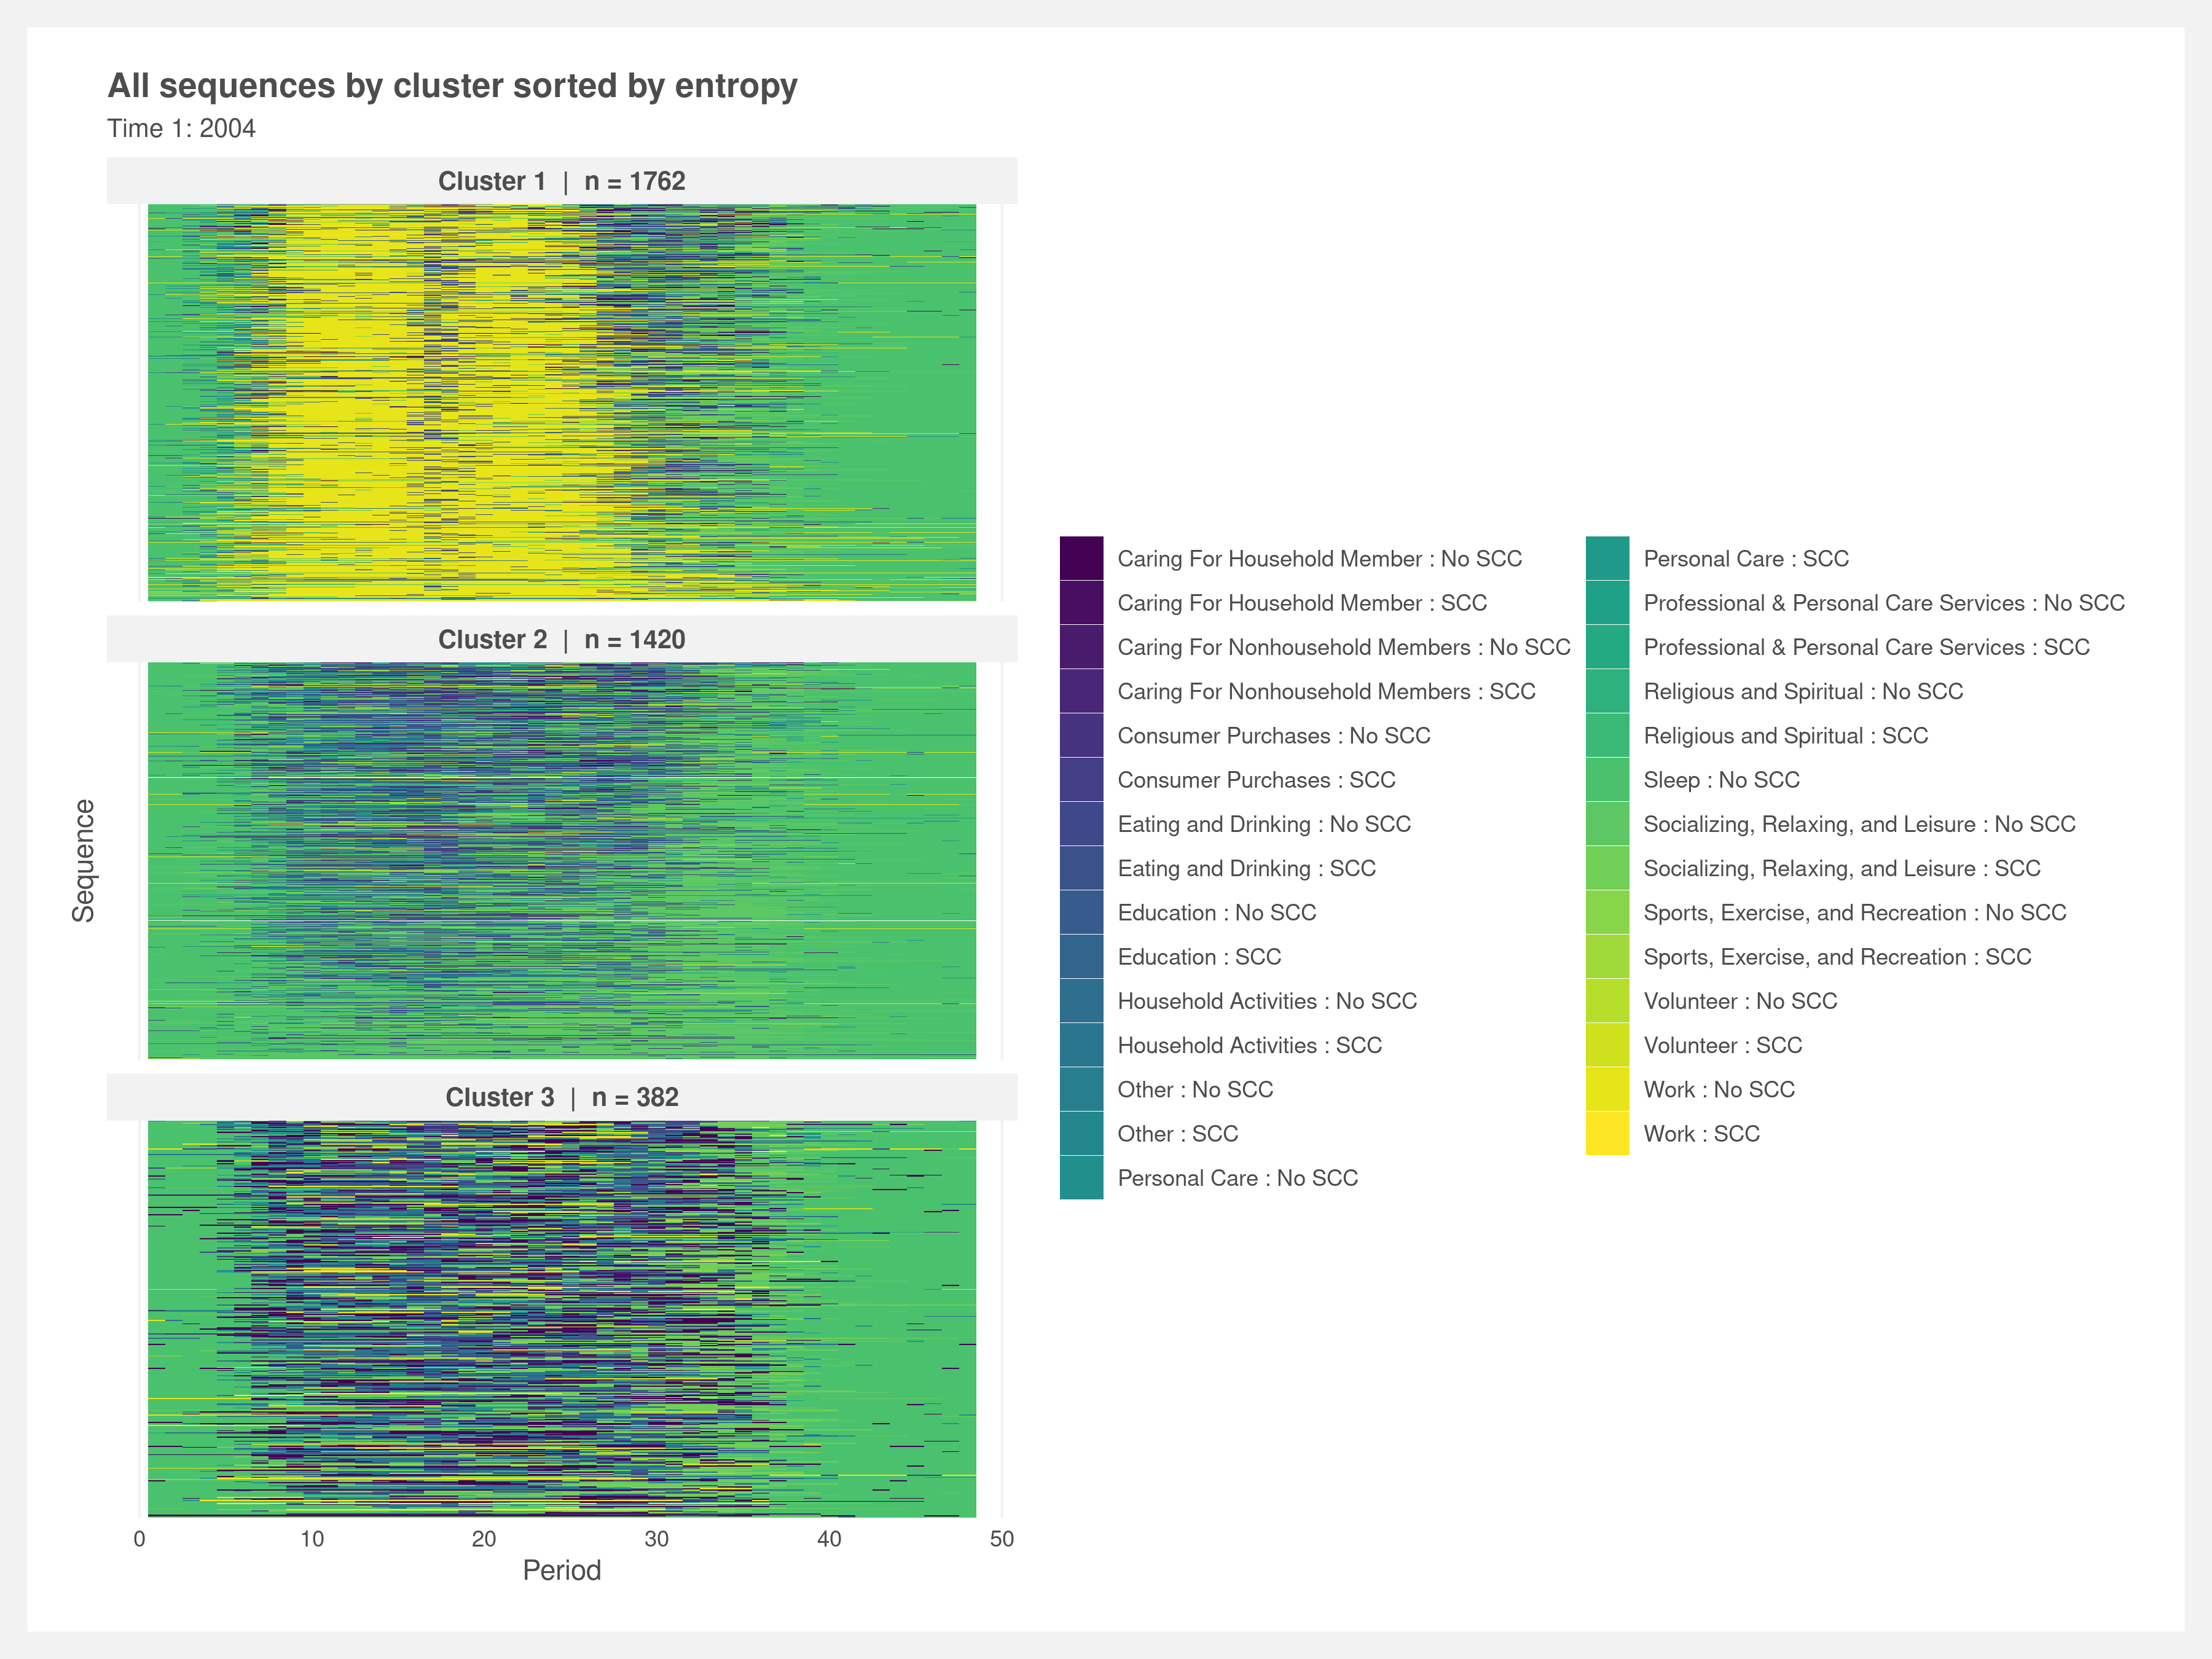 All sequences by cluster sorted by entropy
Time 1: 2004
Cluster 1 | n = 1762
Cluster 2 | n = 1420
Cluster 3 | n = 382
Sequence
0 10 20 30 40 50
Period
Caring For Household Member : No SCC
Caring For Household Member : SCC
Caring For Nonhousehold Members : No SCC
Caring For Nonhousehold Members : SCC
Consumer Purchases : No SCC
Consumer Purchases : SCC
Eating and Drinking : No SCC
Eating and Drinking : SCC
Education : No SCC
Education : SCC
Household Activities : No SCC
Household Activities : SCC
Other : No SCC
Other : SCC
Personal Care : No SCC
Personal Care : SCC
Professional & Personal Care Services : No SCC
Professional & Personal Care Services : SCC
Religious and Spiritual : No SCC
Religious and Spiritual : SCC
Sleep : No SCC
Socializing, Relaxing, and Leisure : No SCC
Socializing, Relaxing, and Leisure : SCC
Sports, Exercise, and Recreation : No SCC
Sports, Exercise, and Recreation : SCC
Volunteer : No SCC
Volunteer : SCC
Work : No SCC
Work : SCC